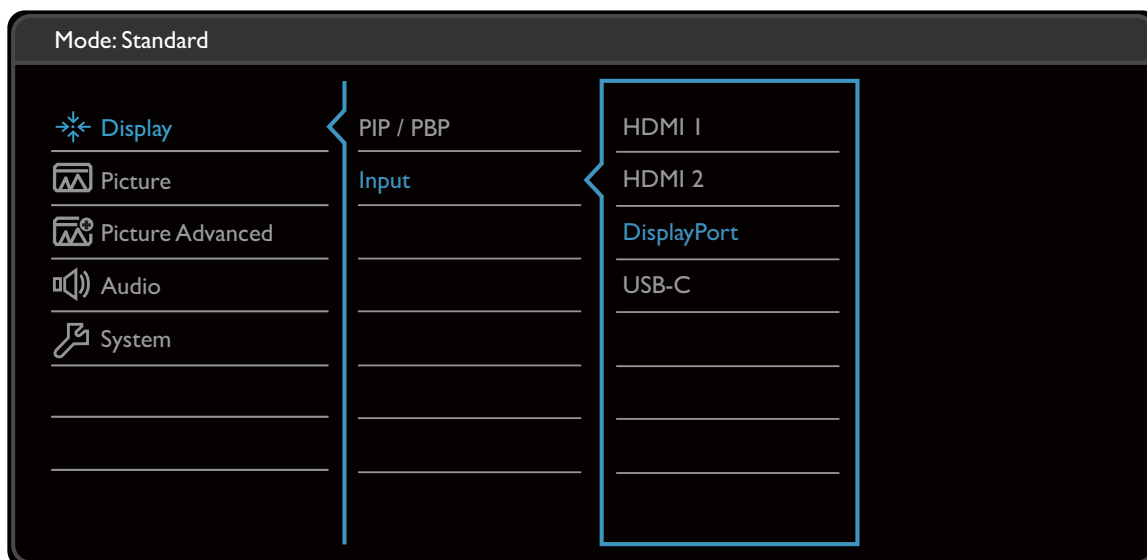 Mode: Standard
Display
Picture
Picture Advanced
Audio
System
PIP / PBP
Input
HDMI 1
HDMI 2
DisplayPort
USB-C